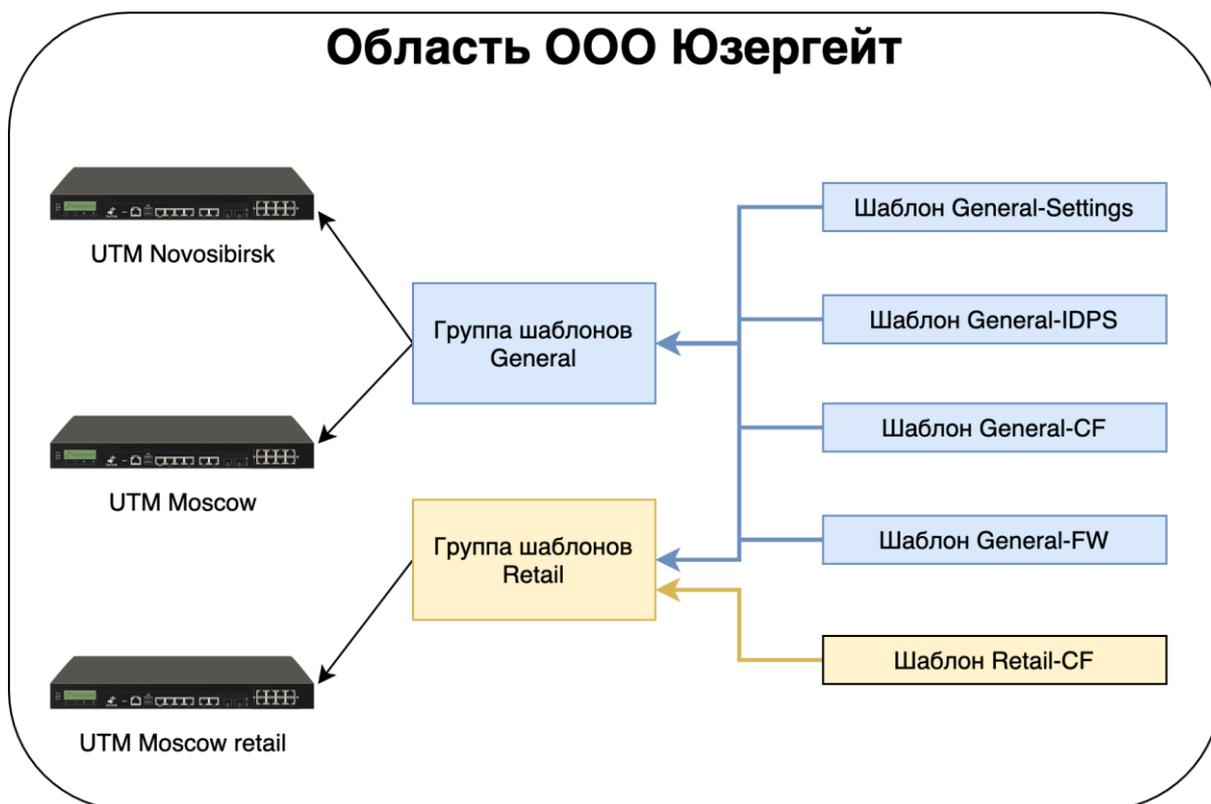 Область ООО Юзергейт
UTM Novosibirsk
UTM Moscow
UTM Moscow retail
Группа шаблонов
General
Группа шаблонов
Retail
Шаблон General-Settings
Шаблон General-IDPS
Шаблон General-CF
Шаблон General-FW
Шаблон Retail-CF